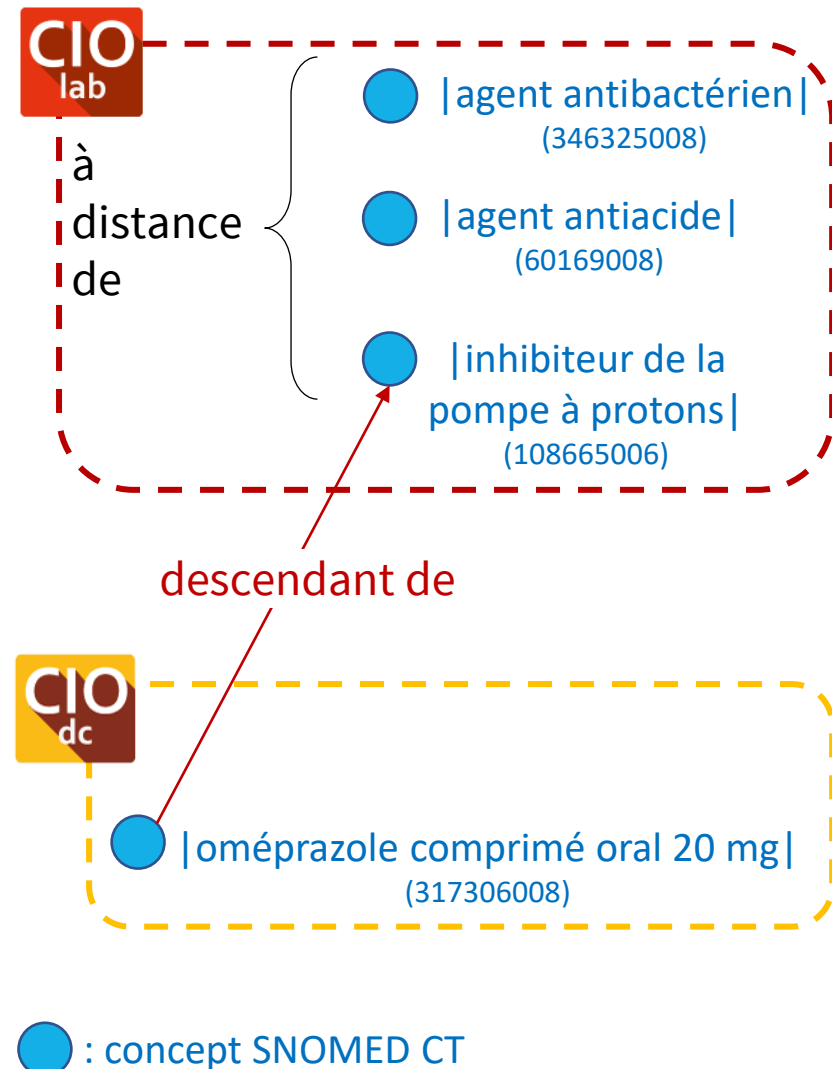 CIO
lab
à
distance
de
|agent antibactérien|
(346325008)
|agent antiacide|
(60169008)
|inhibiteur de la
pompe à protons|
(108665006)
descendant de
CIO
dc
|oméprazole comprimé oral 20 mg|
(317306008)
: concept SNOMED CT